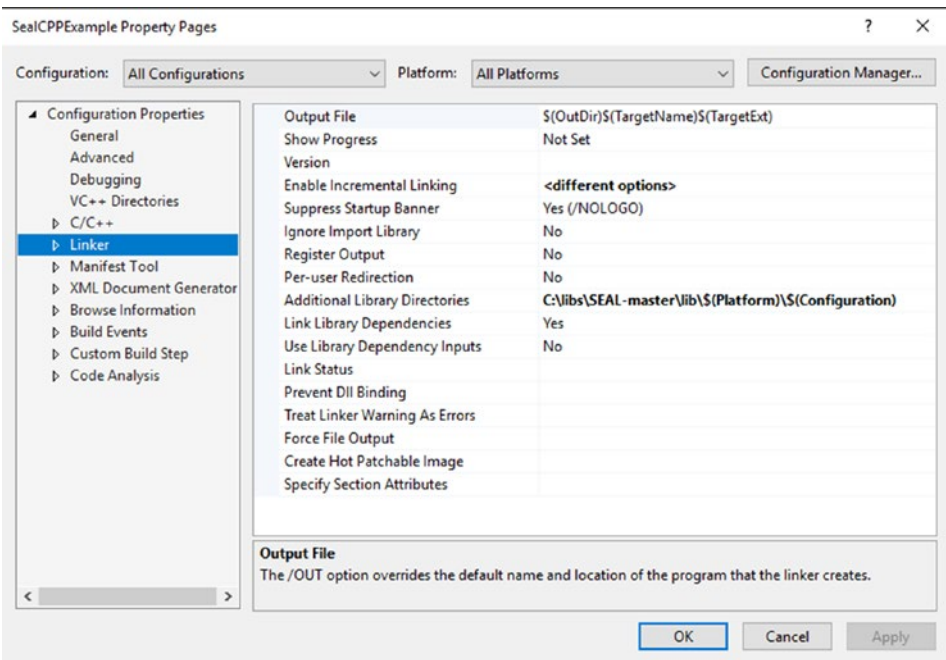 SealCPPExample Property Pages ? ×
Configuration: All Configurations Platform: All Platforms Configuration Manager...
Configuration Properties
General
Advanced
Debugging
VC++ Directories
C/C++
Linker
Manifest Tool
XML Document Generator
Browse Information
Build Events
Custom Build Step
Code Analysis
Output File $(OutDir)$(TargetName)$(TargetExt)
Show Progress Not Set
Version
Enable Incremental Linking <different options>
Suppress Startup Banner Yes (/NOLOGO)
Ignore Import Library No
Register Output No
Per-user Redirection No
Additional Library Directories C:\libs\SEAL-master\lib\$(Platform)\$(Configuration)
Link Library Dependencies Yes
Use Library Dependency Inputs No
Link Status
Prevent Dll Binding
Treat Linker Warning As Errors
Force File Output
Create Hot Patchable Image
Specify Section Attributes
Output File
The /OUT option overrides the default name and location of the program that the linker creates.
OK Cancel Apply